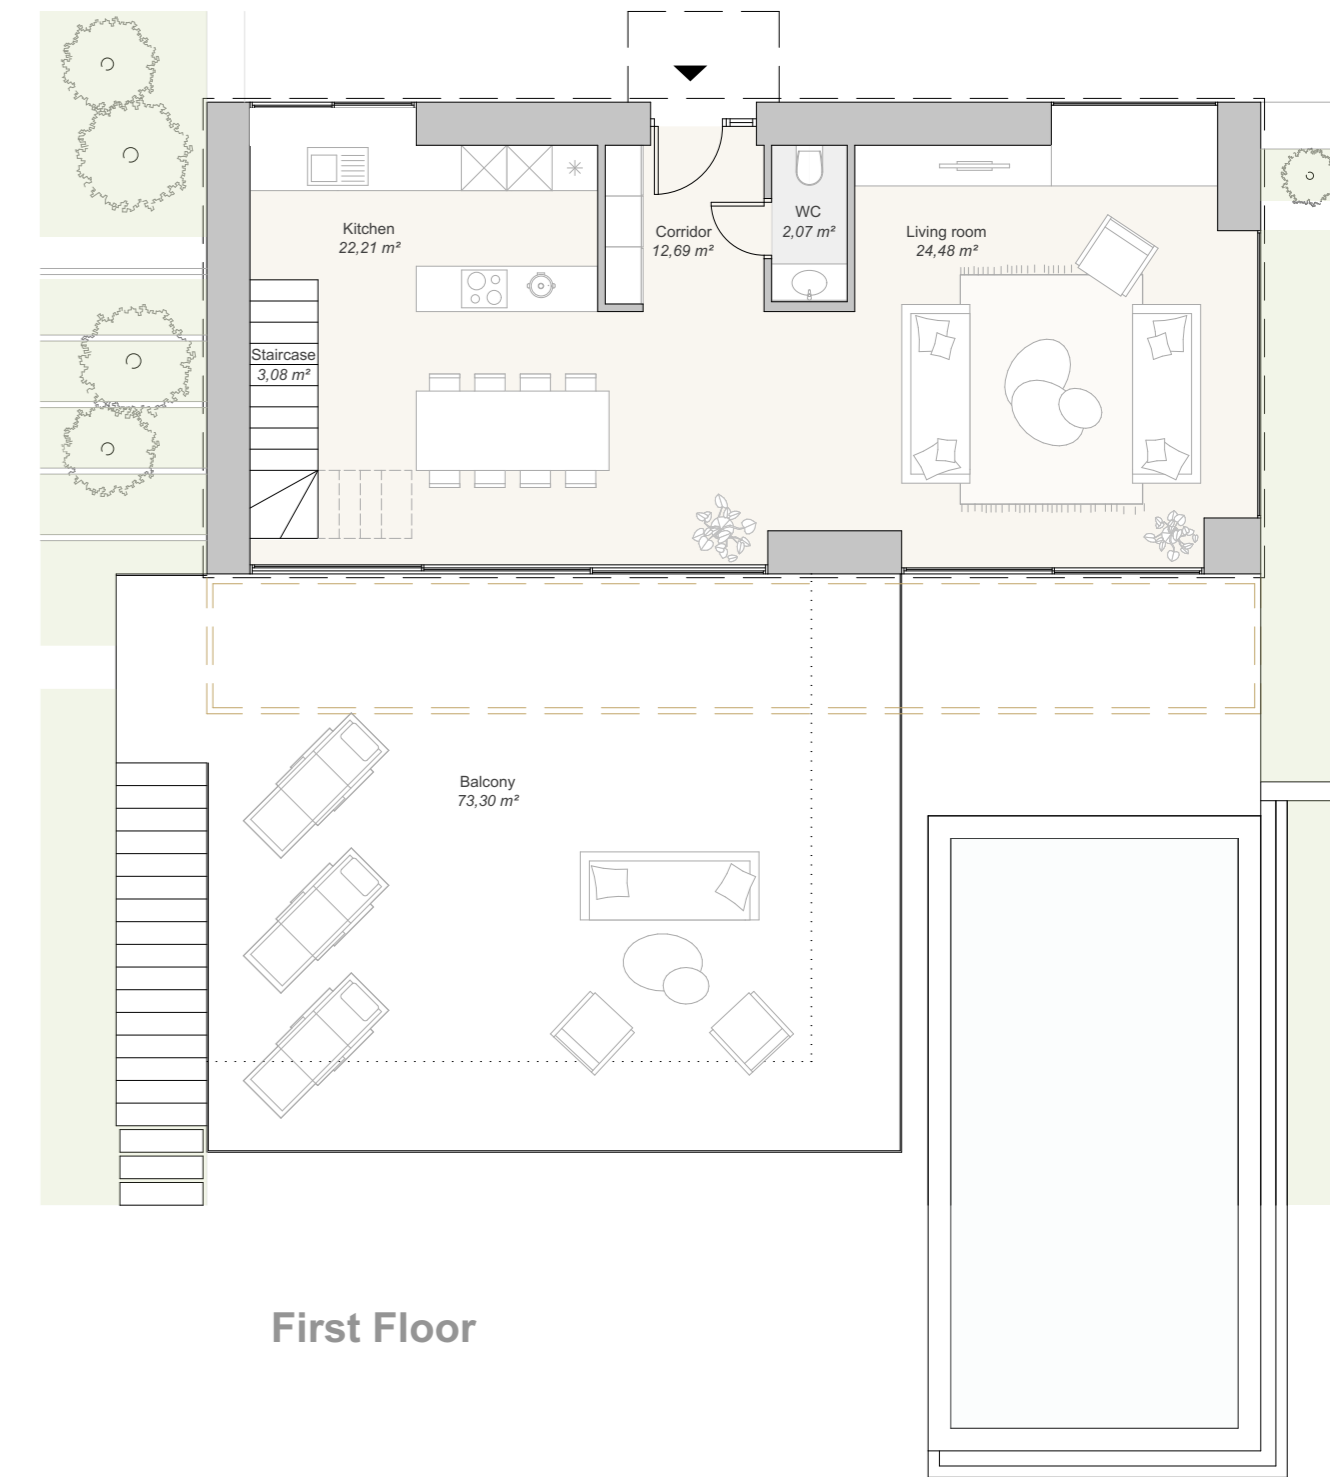 Kitchen
22,21 m²
Corridor
12,69 m²
WC
2,07 m²
Living room
24,48 m²
Staircase
3,08 m²
Balcony
73,30 m²
First Floor